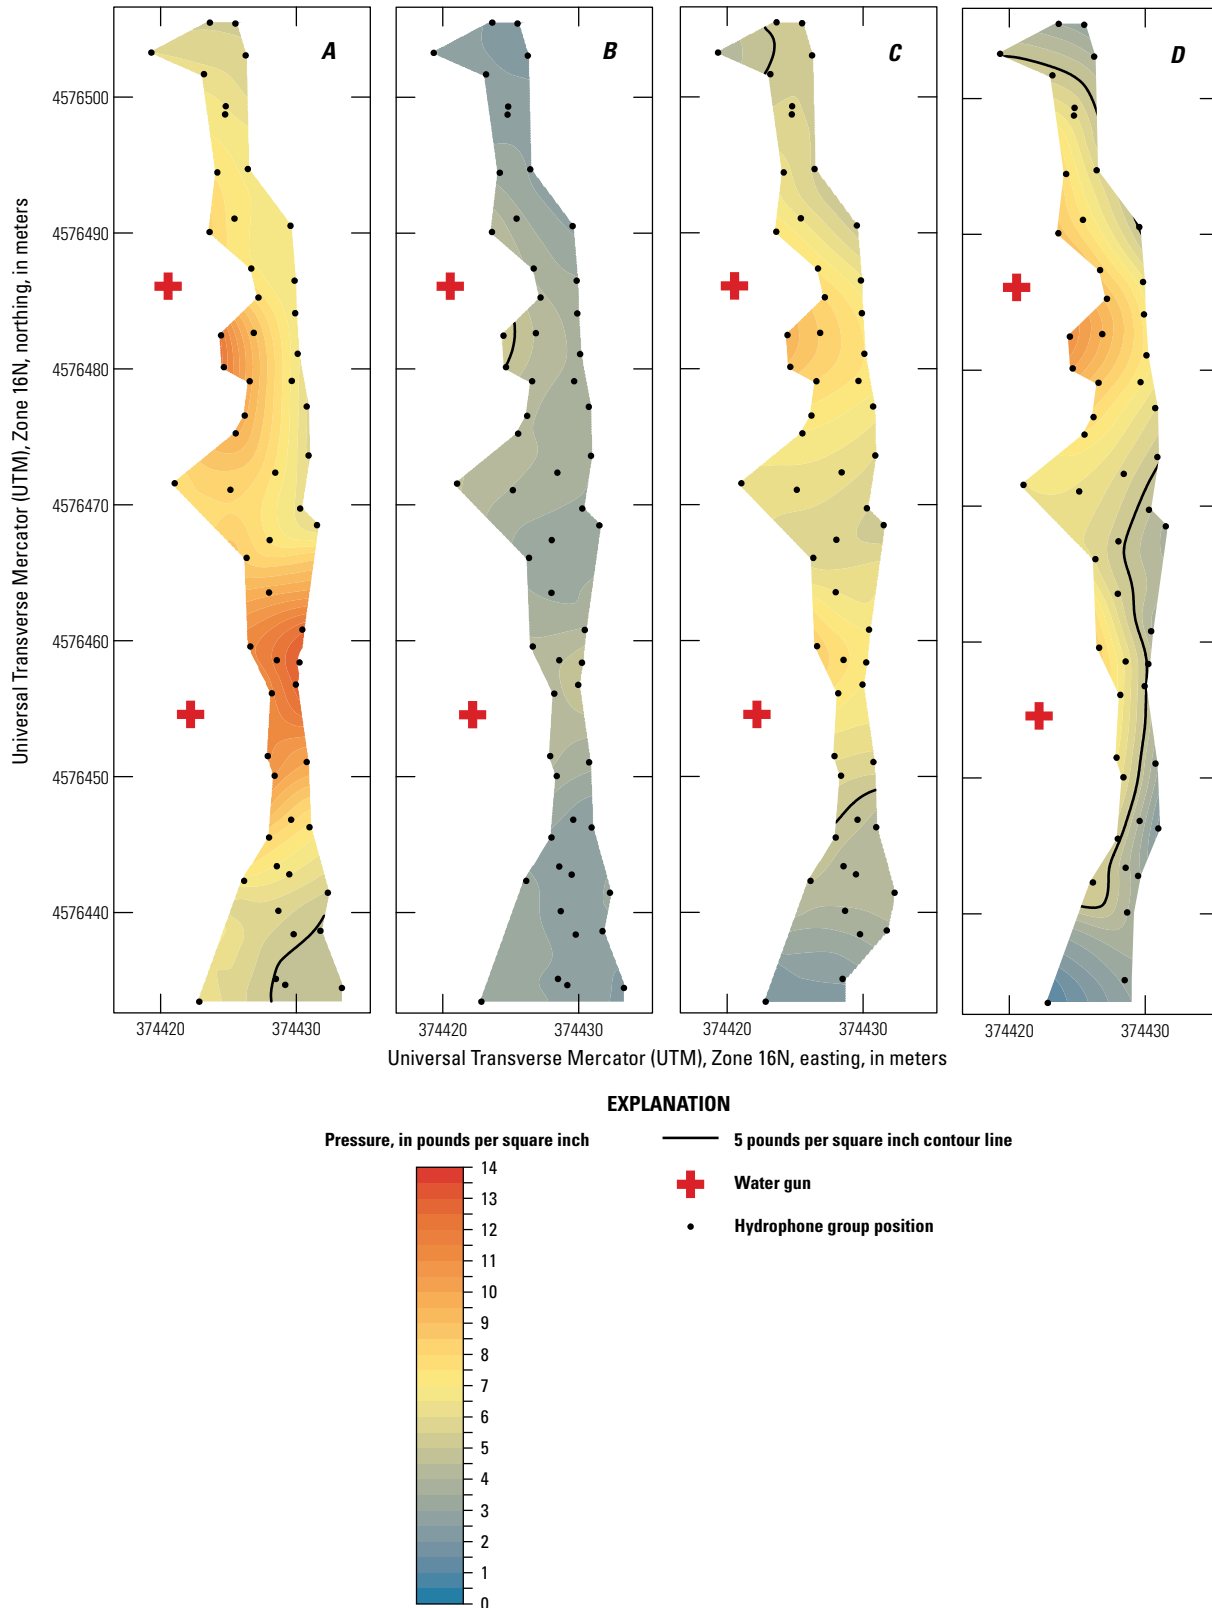 A
B
C
D
4576500
4576490
4576480
4576470
4576460
4576450
4576440
Universal Transverse Mercator (UTM), Zone 16N, northing, in meters
374420
374430
374420
374430
374420
374430
374420
374430
Universal Transverse Mercator (UTM), Zone 16N, easting, in meters
EXPLANATION
Pressure, in pounds per square inch
14
13
12
11
10
9
8
7
6
5
4
3
2
1
0
5 pounds per square inch contour line
Water gun
Hydrophone group position